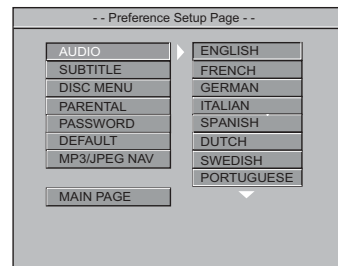 - - Preference Setup Page - -
AUDIO
SUBTITLE
DISC MENU
PARENTAL
PASSWORD
DEFAULT
MP3/JPEG NAV
MAIN PAGE
ENGLISH
FRENCH
GERMAN
ITALIAN
SPANISH
DUTCH
SWEDISH
PORTUGUESE